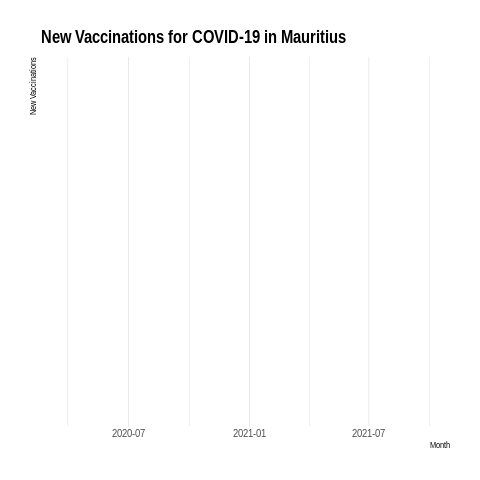 New Vaccinations for COVID-19 in Mauritius
New Vaccinations
2020-07
2021-01
2021-07
Month